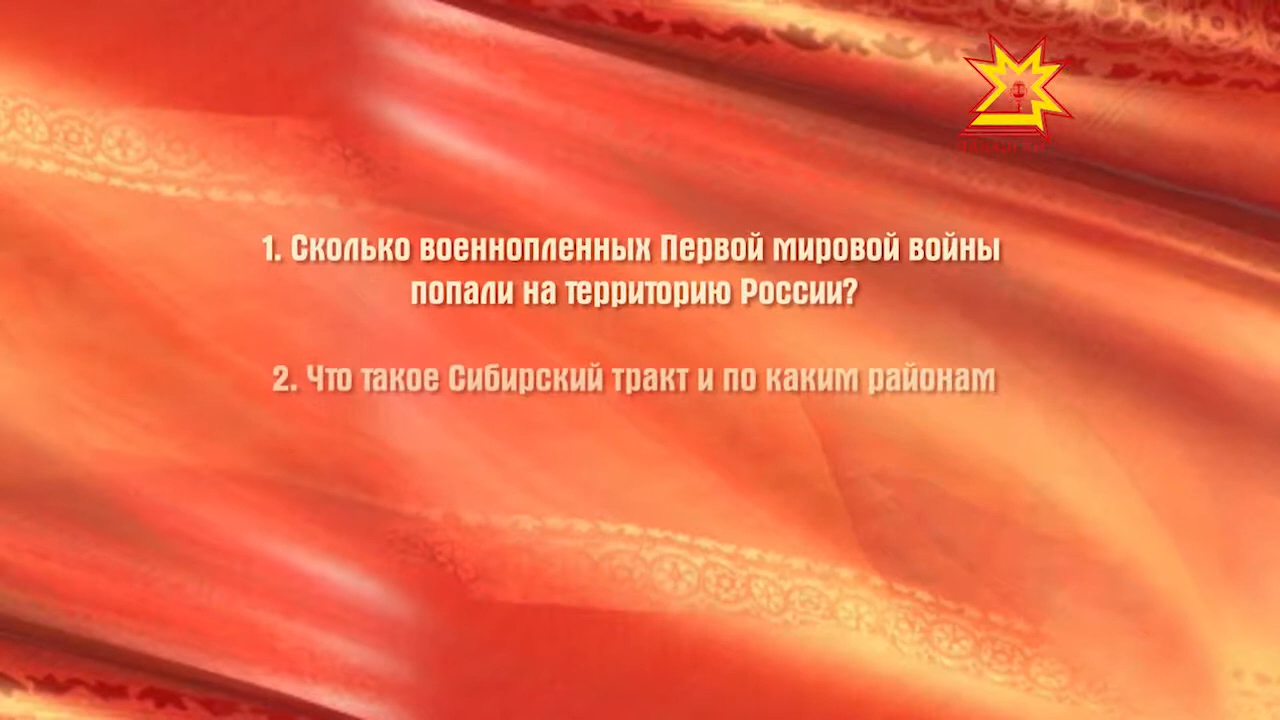 1. Сколько военнопленных Первой мировой войны
попали на территорию России?
2. Что такое Сибирский тракт и по каким районам